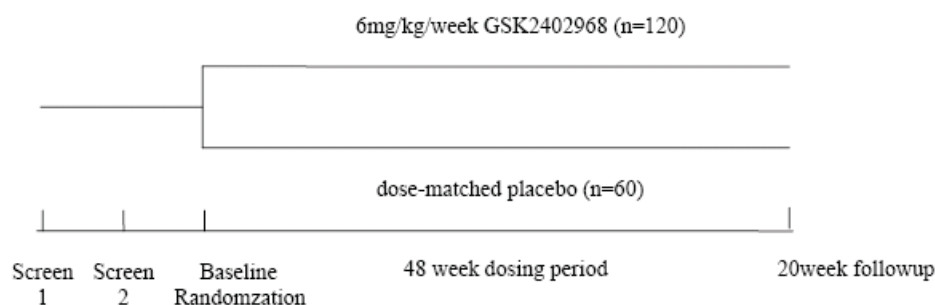 6mg/kg/week GSK2402968 (n=120)
dose-matched placebo (n=60)
Screen 1
Screen 2
Baseline
Randomzation
48 week dosing period
20week followup